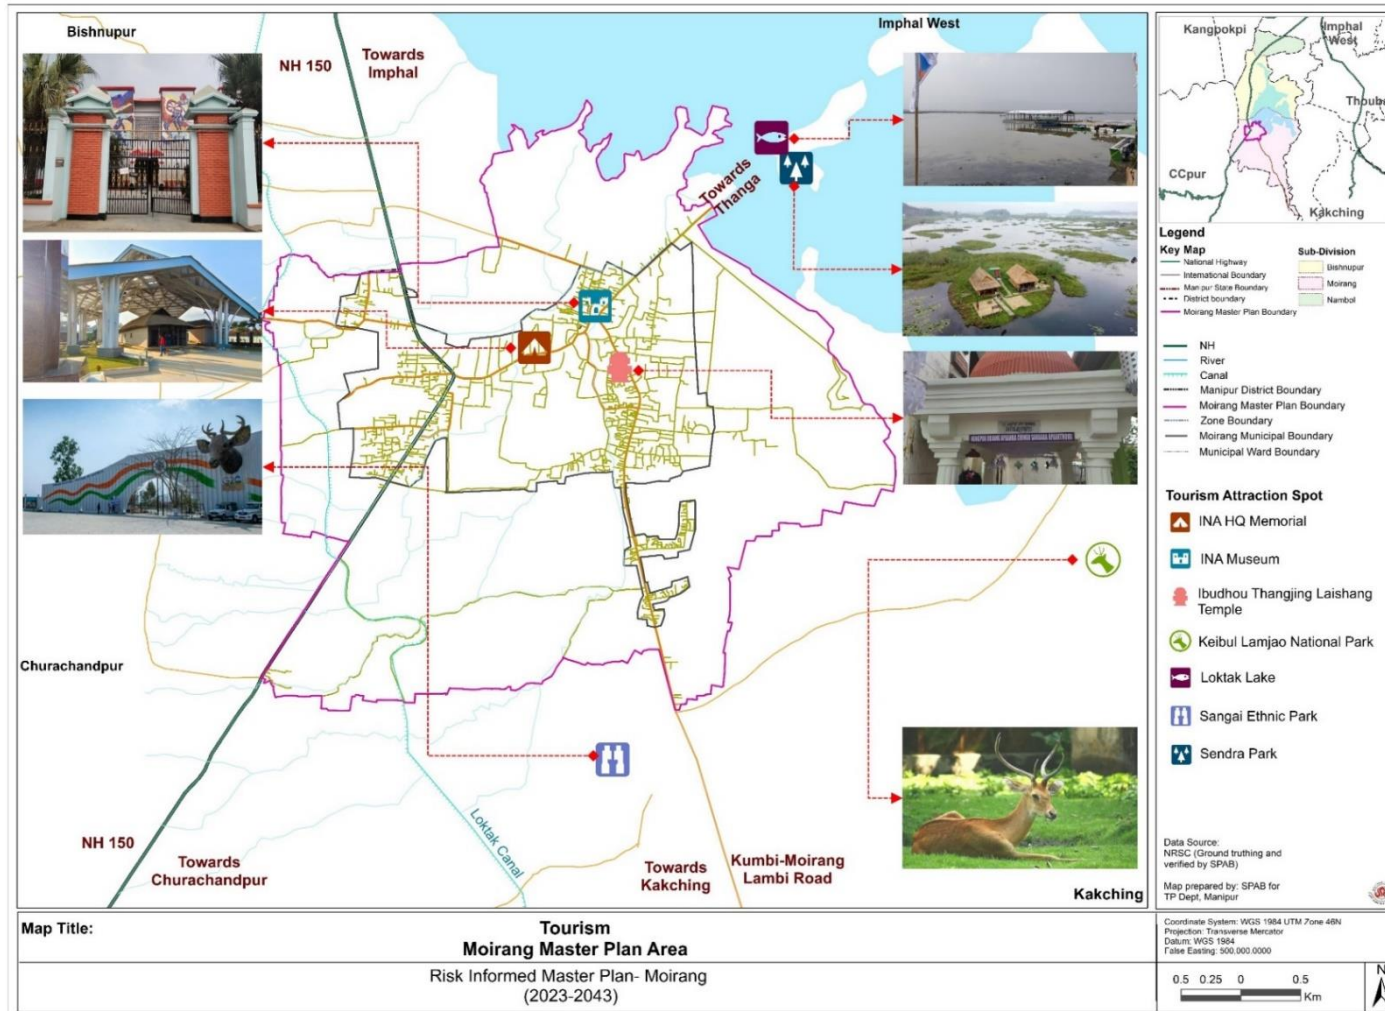 Bishnupur
Imphal West
NH 150
Towards
Imphal
Towards
Thanga
Churachandpur
NH 150
Towards
Churachandpur
Loktak Canal
Towards
Kakching
Kumbi-Moirang
Lambi Road
Kakching
Kangpokpi
Imphal
West
Thouba
CCpur
Kakching
Legend
Key Map
National Highway
International Boundary
Manipur State Boundary
District boundary
Moirang Master Plan Boundary
Sub-Division
Bishnupur
Moirang
Nambol
NH
River
Canal
Manipur District Boundary
Moirang Master Plan Boundary
Zone Boundary
Moirang Municipal Boundary
Municipal Ward Boundary
Tourism Attraction Spot
INA HQ Memorial
INA Museum
Ibudhou Thangjing Laishang
Temple
Keibul Lamjao National Park
Loktak Lake
Sangai Ethnic Park
Sendra Park
Data Source:
NRSC (Ground truthing and
verified by SPAB)
Map prepared by: SPAB for
TP Dept, Manipur
Map Title:
Tourism
Moirang Master Plan Area
Risk Informed Master Plan- Moirang
(2023-2043)
Coordinate System: WGS 1984 UTM Zone 46N
Projection: Transverse Mercator
Datum: WGS 1984
False Easting: 500,000.0000
0.5 0.25 0 0.5
Km
N